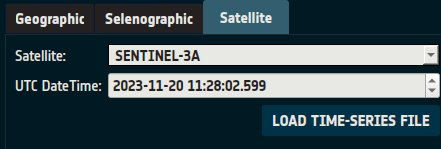 Geographic Selenographic Satellite
Satellite: SENTINEL-3A
UTC DateTime: 2023-11-20 11:28:02.599
LOAD TIME-SERIES FILE